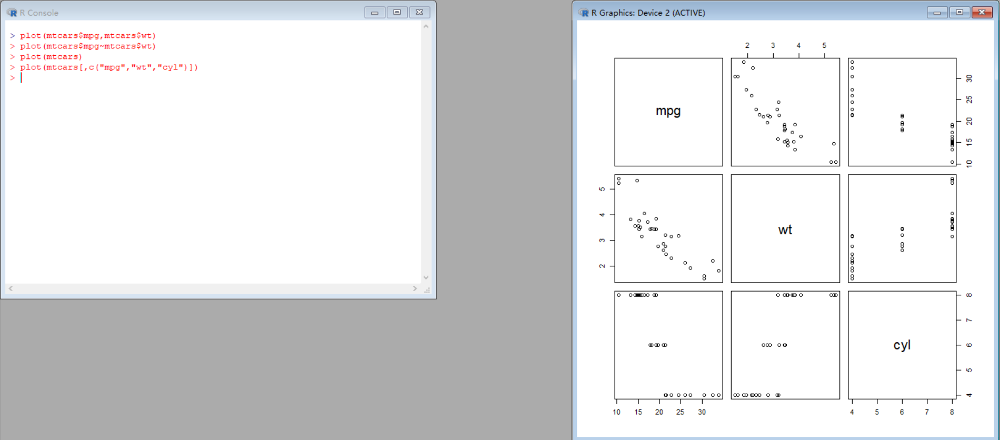 R Console
> plot(mtcars$mpg,mtcars$wt)
> plot(mtcars$mpg~mtcars$wt)
> plot(mtcars)
> plot(mtcars[,c("mpg","wt","cyl")])
>
R Graphics: Device 2 (ACTIVE)
2 3 4 5
mpg
30
25
20
15
10
5
4
3
2
wt
cyl
8
7
6
5
4
10 15 20 25 30
4 5 6 7 8